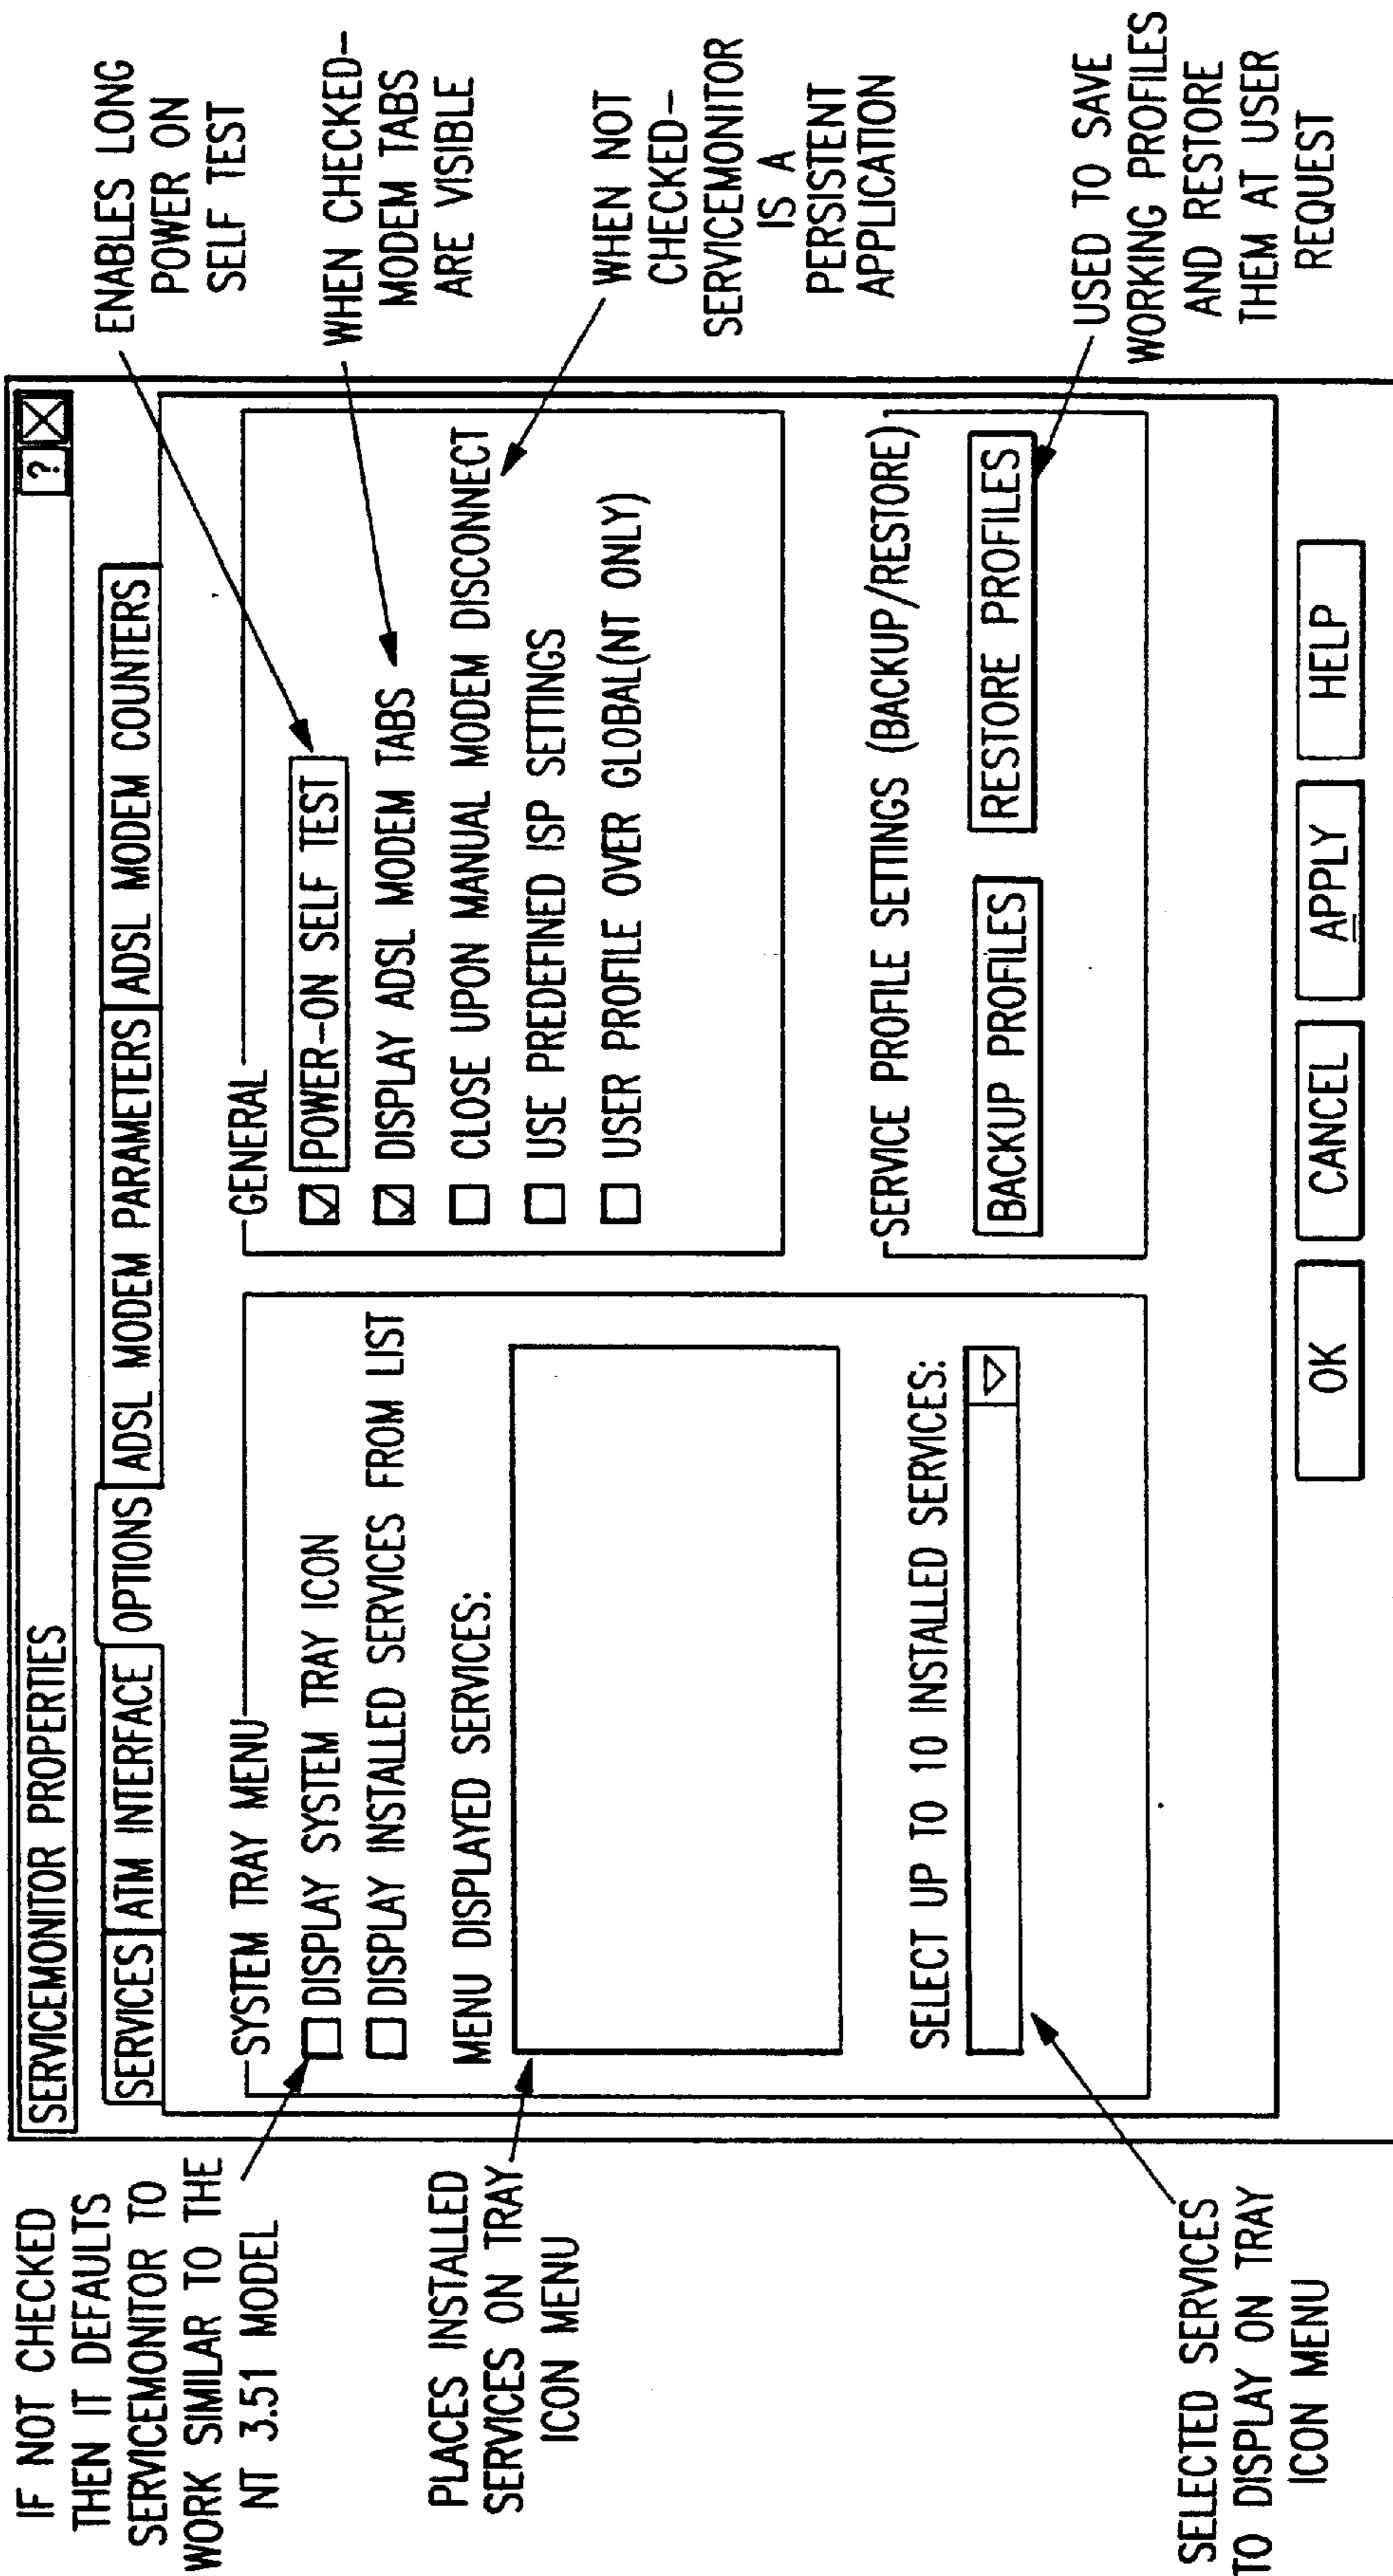 IF NOT CHECKED
THEN IT DEFAULTS
SERVICEMONITOR TO
WORK SIMILAR TO THE
NT 3.51 MODEL
PLACES INSTALLED
SERVICES ON TRAY
ICON MENU
SELECTED SERVICES
TO DISPLAY ON TRAY
ICON MENU
SERVICEMONITOR PROPERTIES
?
SERVICES
ATM INTERFACE
OPTIONS
ADSL MODEM PARAMETERS
ADSL MODEM COUNTERS
SYSTEM TRAY MENU
DISPLAY SYSTEM TRAY ICON
DISPLAY INSTALLED SERVICES FROM LIST
MENU DISPLAYED SERVICES:
SELECT UP TO 10 INSTALLED SERVICES:
GENERAL
POWER-ON SELF TEST
DISPLAY ADSL MODEM TABS
CLOSE UPON MANUAL MODEM DISCONNECT
USE PREDEFINED ISP SETTINGS
USER PROFILE OVER GLOBAL(NT ONLY)
SERVICE PROFILE SETTINGS (BACKUP/RESTORE)
BACKUP PROFILES
RESTORE PROFILES
OK
CANCEL
APPLY
HELP
ENABLES LONG
POWER ON
SELF TEST
WHEN CHECKED-
MODEM TABS
ARE VISIBLE
WHEN NOT
CHECKED-
SERVICEMONITOR
IS A
PERSISTENT
APPLICATION
USED TO SAVE
WORKING PROFILES
AND RESTORE
THEM AT USER
REQUEST